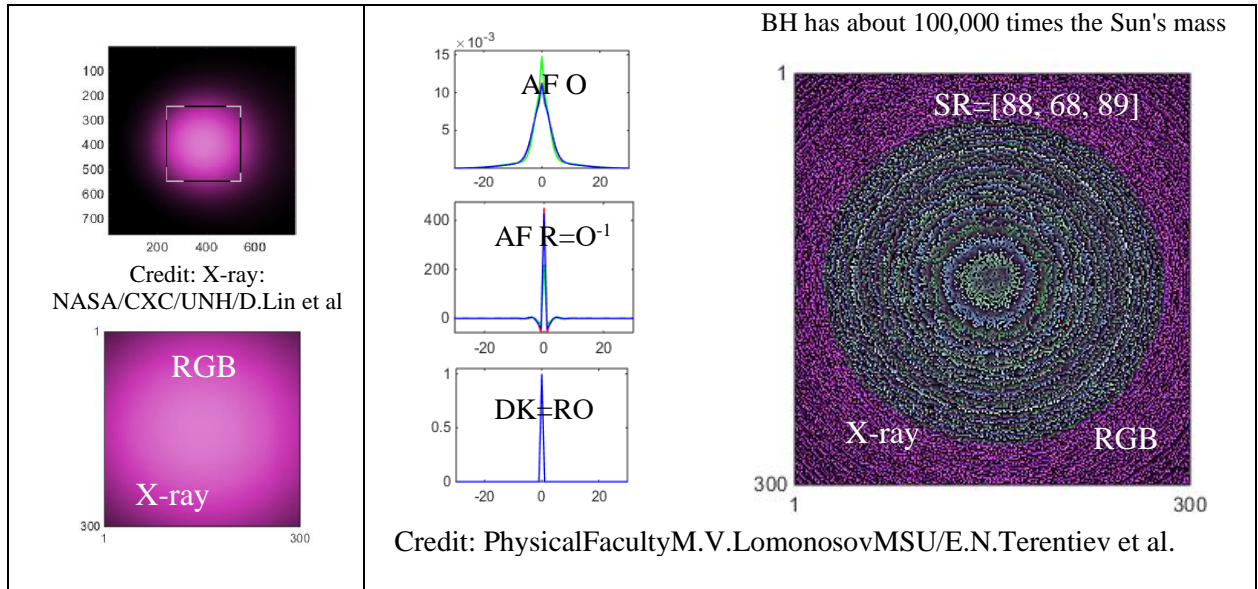 100
200
300
400
500
600
700
200 400 600
Credit: X-ray:
NASA/CXC/UNH/D.Lin et al
1
RGB
X-ray
300
1 300
× 10⁻³
15
10
5
AF O
-20 0 20
400
200
0
AF R=O⁻¹
-20 0 20
1
0.5
0
DK=RO
-20 0 20
BH has about 100,000 times the Sun's mass
1
SR=[88, 68, 89]
X-ray RGB
300
1 300
Credit: PhysicalFacultyM.V.LomonosovMSU/E.N.Terentiev et al.